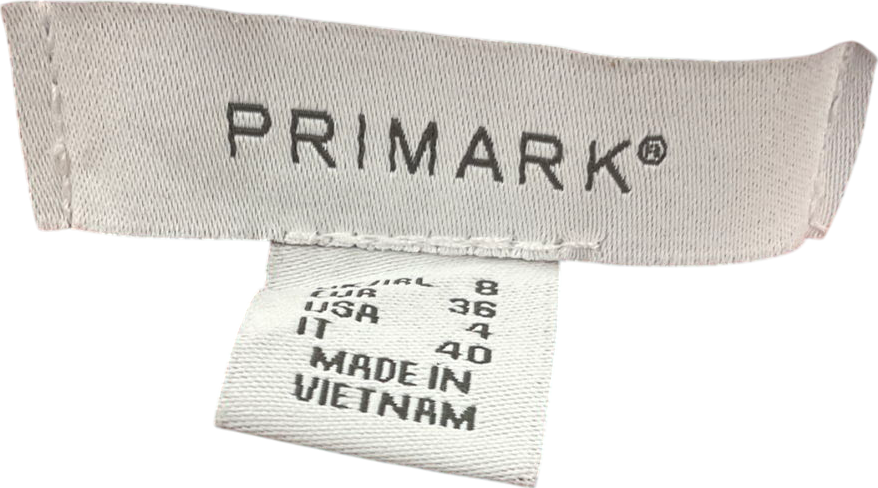 PRIMARK®
8
EUR 36
USA 4
IT 40
MADE IN
VIETNAM